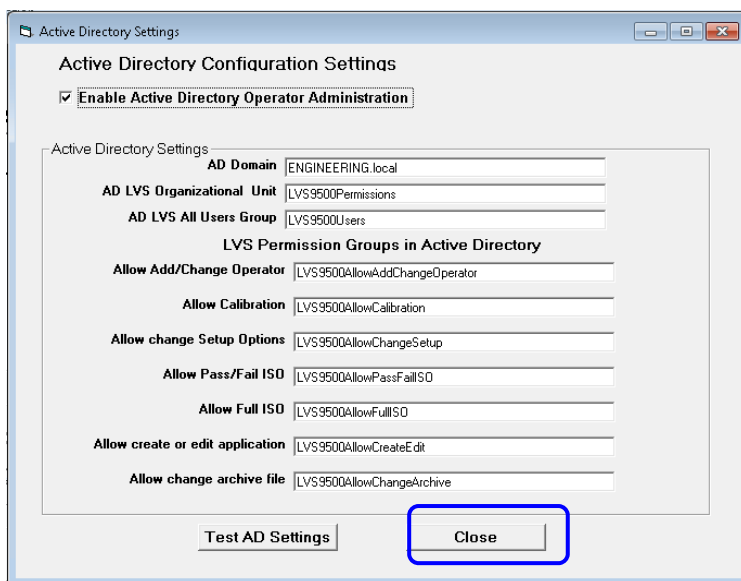 Active Directory Settings
Active Directory Configuration Settings
Enable Active Directory Operator Administration
Active Directory Settings
AD Domain ENGINEERING.local
AD LVS Organizational Unit LVS9500Permissions
AD LVS All Users Group LVS9500Users
LVS Permission Groups in Active Directory
Allow Add/Change Operator LVS9500AllowAddChangeOperator
Allow Calibration LVS9500AllowCalibration
Allow change Setup Options LVS9500AllowChangeSetup
Allow Pass/Fail ISO LVS9500AllowPassFailISO
Allow Full ISO LVS9500AllowFullISO
Allow create or edit application LVS9500AllowCreateEdit
Allow change archive file LVS9500AllowChangeArchive
Test AD Settings Close